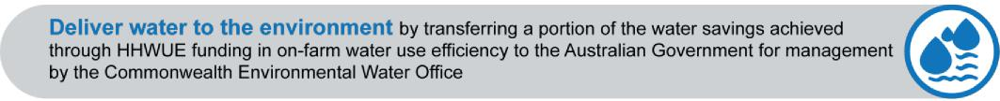 Deliver water to the environment by transferring a portion of the water savings achieved
through HHWUE funding in on-farm water use efficiency to the Australian Government for management
by the Commonwealth Environmental Water Office